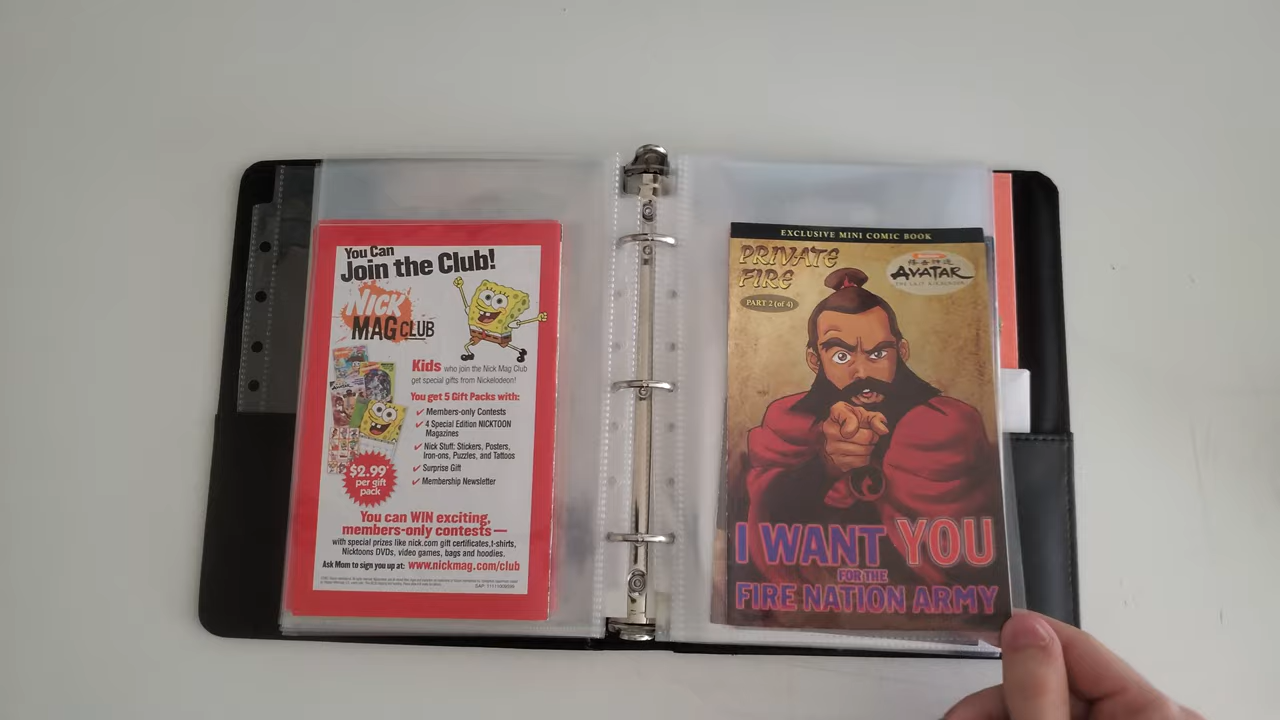 You Can
Join the Club!
NICK
MAG CLUB
Kids who join the Nick Mag Club
get special gifts from Nickelodeon!
You get 5 Gift Packs with:
✓ Members-only Contests
✓ 4 Special Edition NICKTOON
Magazines
✓ Nick Stuff: Stickers, Posters,
Iron-ons, Puzzles, and Tattoos
✓ Surprise Gift
✓ Membership Newsletter
$2.99*
per gift
pack
You can WIN exciting,
members-only contests—
with special prizes like nick.com gift certificates,t-shirts,
Nicktoons DVDs, video games, bags and hoodies.
Ask Mom to sign you up at: www.nickmag.com/club
EXCLUSIVE MINI COMIC BOOK
PRIVATE
FIRE
PART 2 (of 4)
AVATAR
THE LAST AIRBENDER
I WANT YOU
FOR THE
FIRE NATION ARMY